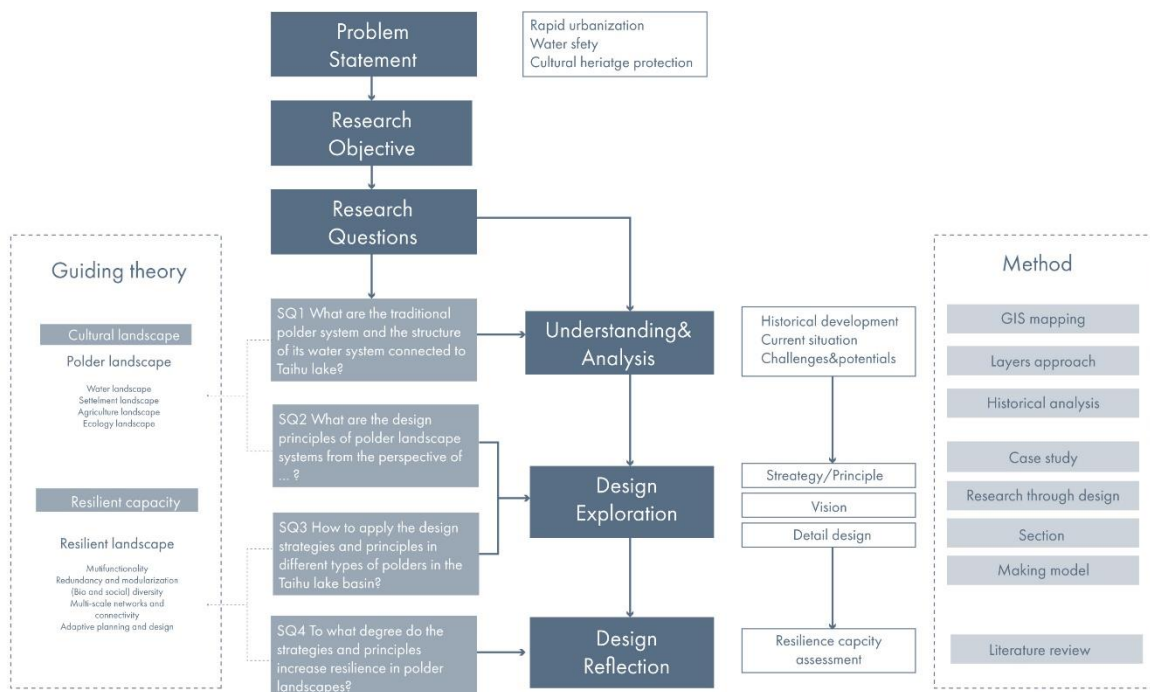 Problem
Statement
Rapid urbanization
Water sfety
Cultural heriatge protection
Research
Objective
Research
Questions
Guiding theory
Cultural landscape
Polder landscape
Water landscape
Settelment landscape
Agriculture landscape
Ecology landscape
Resilient capacity
Resilient landscape
Multifunctionality
Redundancy and modularization
(Bio and social) diversity
Multi-scale networks and
connectivity
Adaptive planning and design
SQ1 What are the traditional
polder system and the structure
of its water system connected to
Taihu lake?
SQ2 What are the design
principles of polder landscape
systems from the perspective of
... ?
SQ3 How to apply the design
strategies and principles in
different types of polders in the
Taihu lake basin?
SQ4 To what degree do the
strategies and principles
increase resilience in polder
landscapes?
Understanding&
Analysis
Design
Exploration
Design
Reflection
Historical development
Current situation
Challenges&potentials
Streategy/Principle
Vision
Detail design
Resilience capcity
assessment
Method
GIS mapping
Layers approach
Historical analysis
Case study
Research through design
Section
Making model
Literature review